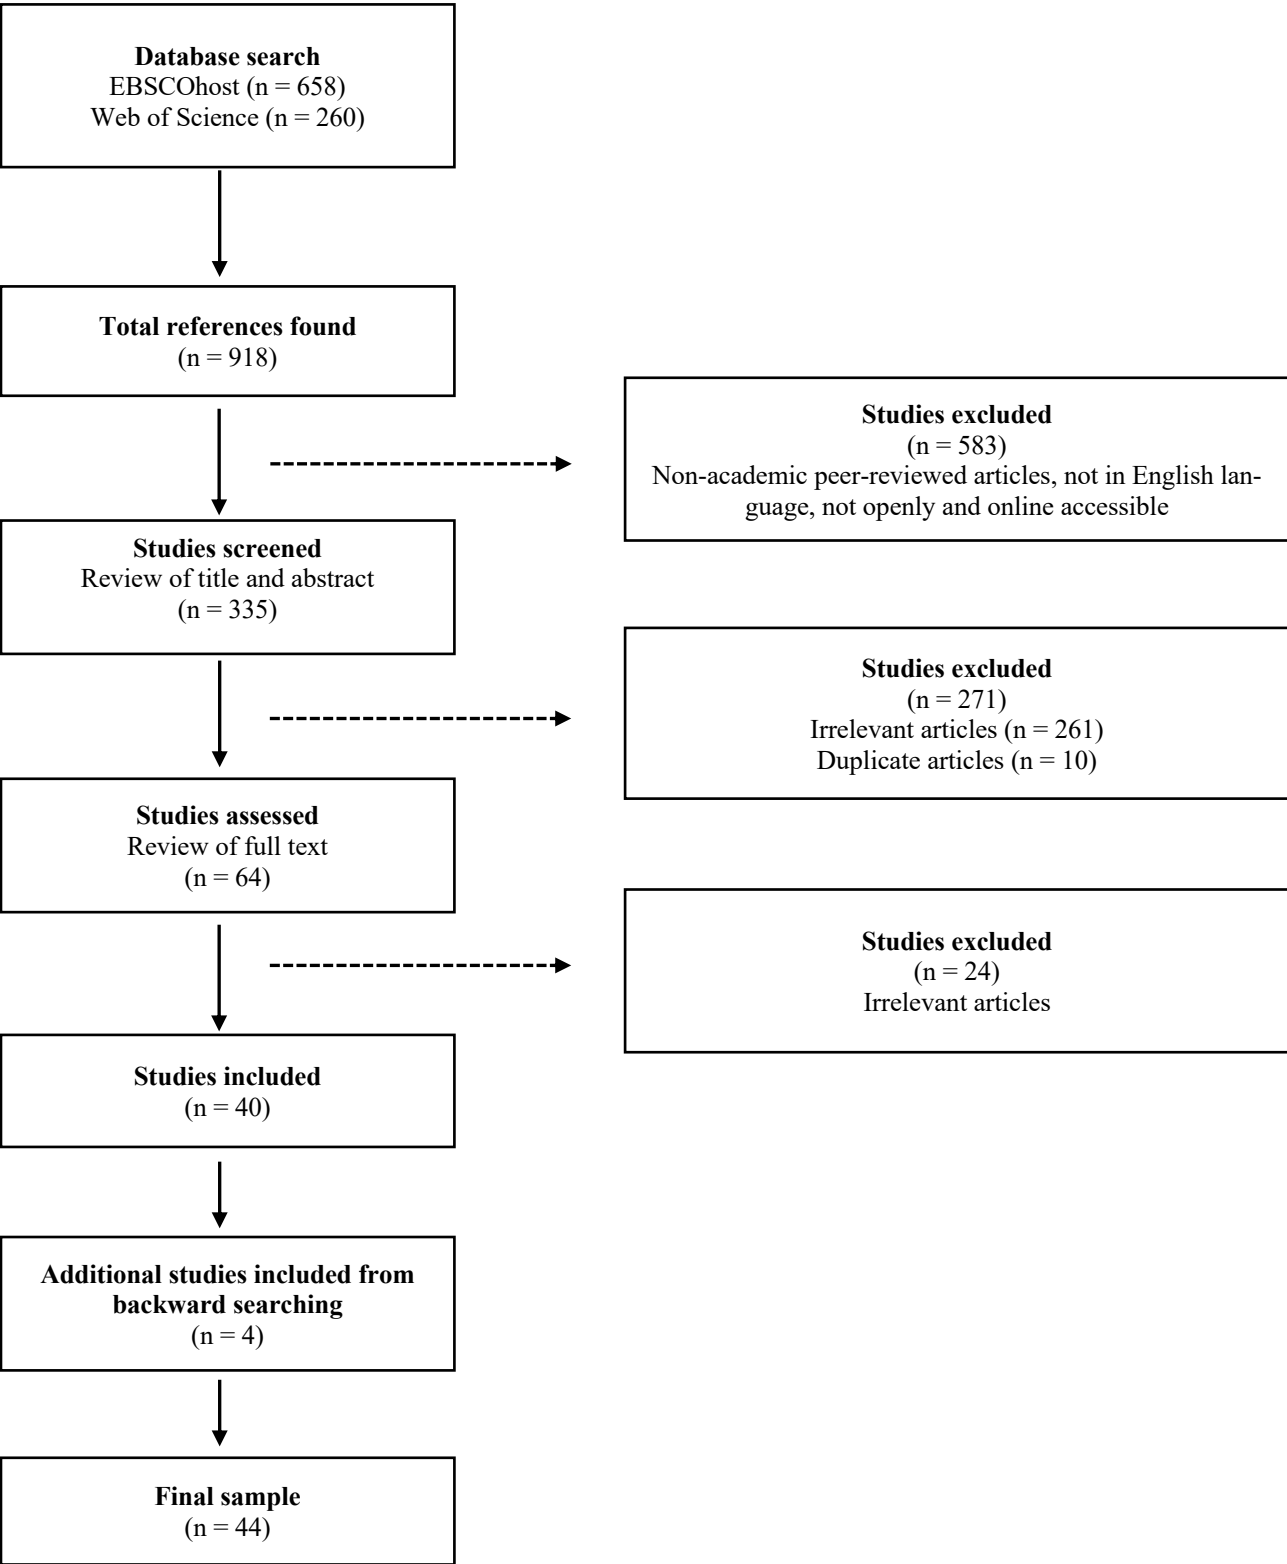 Database search
EBSCOhost (n = 658)
Web of Science (n = 260)
Total references found
(n = 918)
Studies excluded
(n = 583)
Non-academic peer-reviewed articles, not in English lan-
guage, not openly and online accessible
Studies screened
Review of title and abstract
(n = 335)
Studies excluded
(n = 271)
Irrelevant articles (n = 261)
Duplicate articles (n = 10)
Studies assessed
Review of full text
(n = 64)
Studies excluded
(n = 24)
Irrelevant articles
Studies included
(n = 40)
Additional studies included from
backward searching
(n = 4)
Final sample
(n = 44)